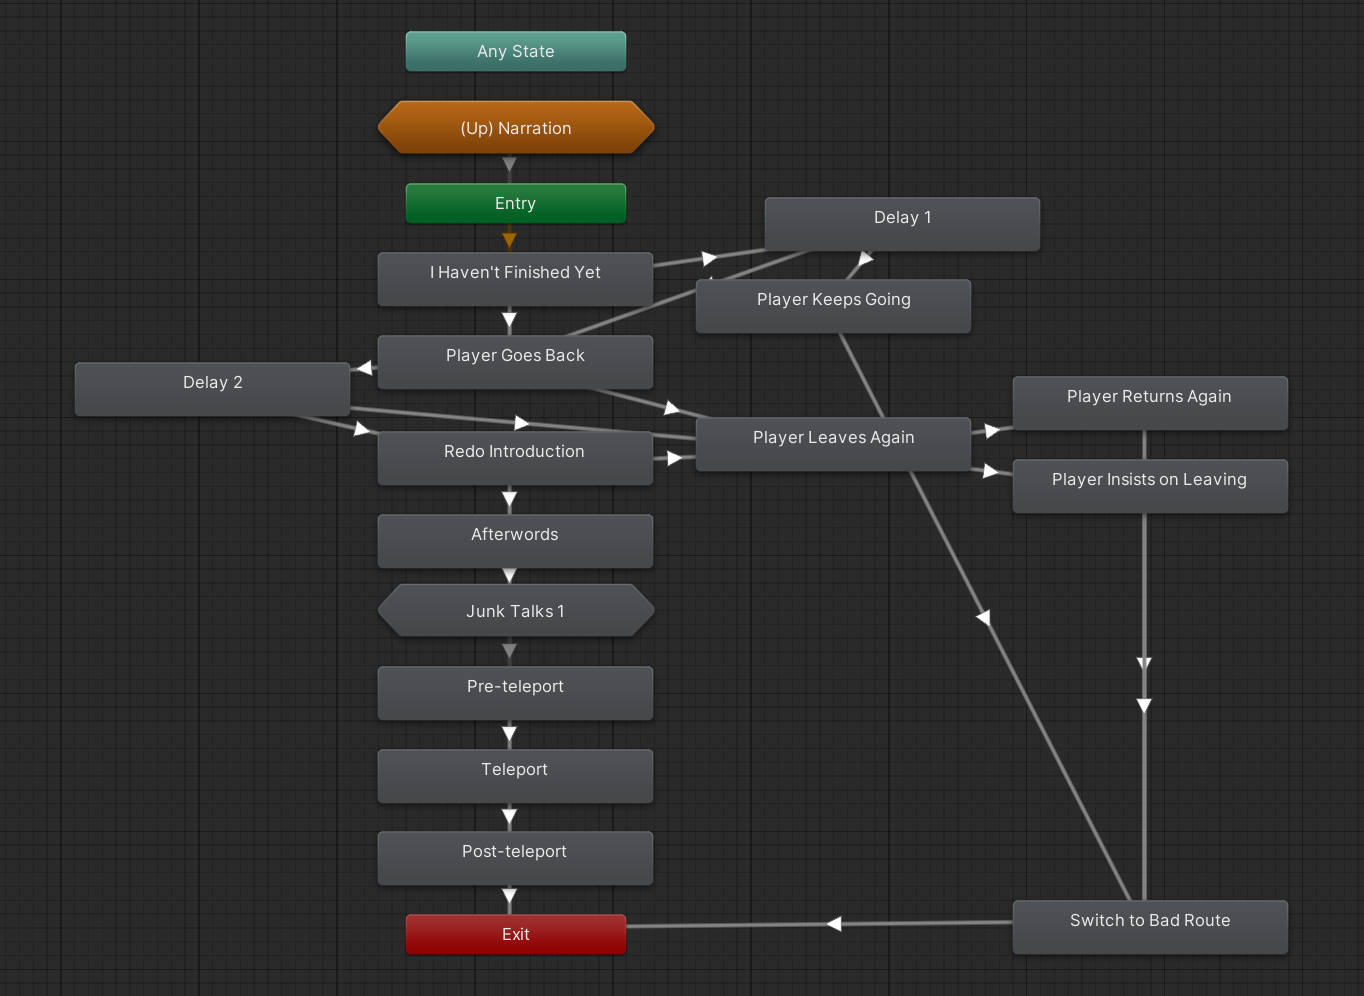 Any State
(Up) Narration
Entry
Delay 1
I Haven't Finished Yet
Player Keeps Going
Player Goes Back
Delay 2
Player Returns Again
Player Leaves Again
Redo Introduction
Player Insists on Leaving
Afterwords
Junk Talks 1
Pre-teleport
Teleport
Post-teleport
Switch to Bad Route
Exit